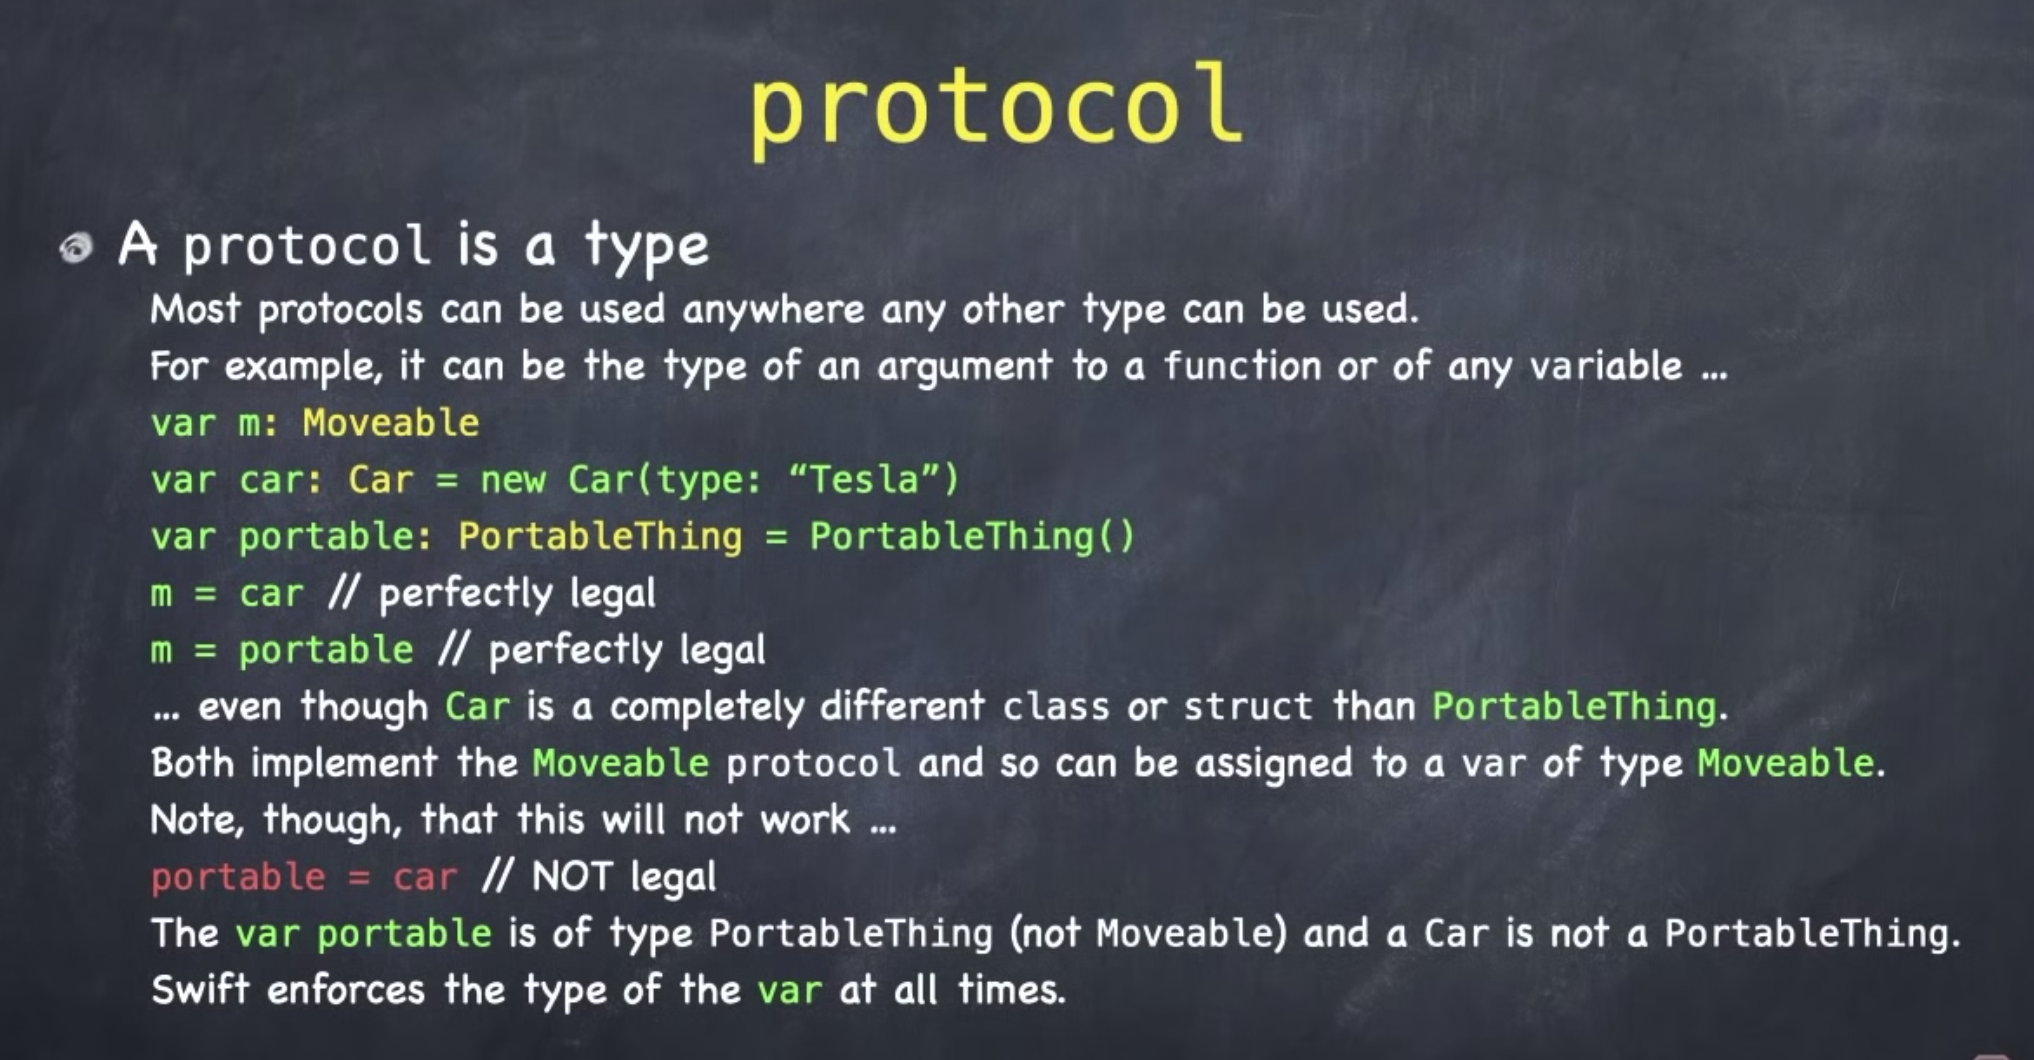 protocol
A protocol is a type
Most protocols can be used anywhere any other type can be used.
For example, it can be the type of an argument to a function or of any variable ...
var m: Moveable
var car: Car = new Car(type: “Tesla”)
var portable: PortableThing = PortableThing()
m = car // perfectly legal
m = portable // perfectly legal
... even though Car is a completely different class or struct than PortableThing.
Both implement the Moveable protocol and so can be assigned to a var of type Moveable.
Note, though, that this will not work ...
portable = car // NOT legal
The var portable is of type PortableThing (not Moveable) and a Car is not a PortableThing.
Swift enforces the type of the var at all times.